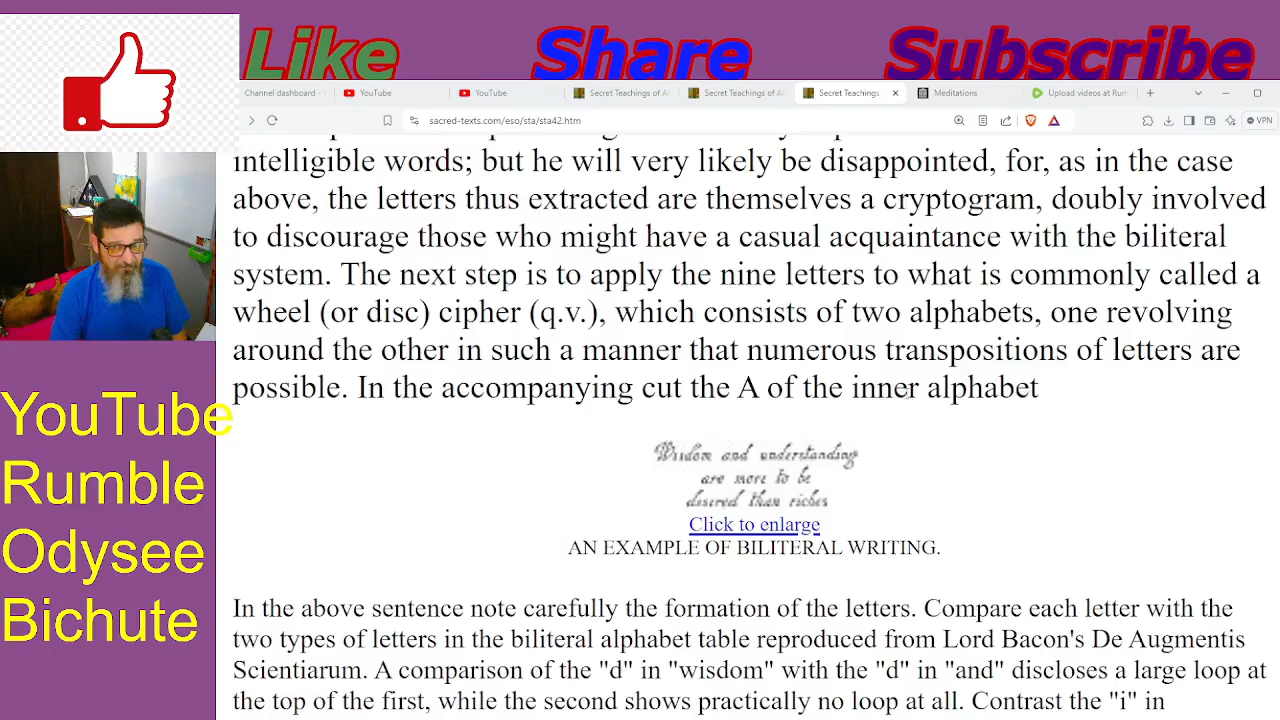 Like Share Subscribe
Channel dashboard - YouTube YouTube Secret Teachings of Al Secret Teachings of Al Secret Teachings Meditations Upload videos at Rum
sacred-texts.com/eso/sta/sta42.htm VPN
intelligible words; but he will very likely be disappointed, for, as in the case
above, the letters thus extracted are themselves a cryptogram, doubly involved
to discourage those who might have a casual acquaintance with the biliteral
system. The next step is to apply the nine letters to what is commonly called a
wheel (or disc) cipher (q.v.), which consists of two alphabets, one revolving
around the other in such a manner that numerous transpositions of letters are
possible. In the accompanying cut the A of the inner alphabet
Wisdom and understanding
are more to be
desired than riches
Click to enlarge
AN EXAMPLE OF BILITERAL WRITING.
In the above sentence note carefully the formation of the letters. Compare each letter with the
two types of letters in the biliteral alphabet table reproduced from Lord Bacon's De Augmentis
Scientiarum. A comparison of the "d" in "wisdom" with the "d" in "and" discloses a large loop at
the top of the first, while the second shows practically no loop at all. Contrast the "i" in
YouTube
Rumble
Odysee
Bichute